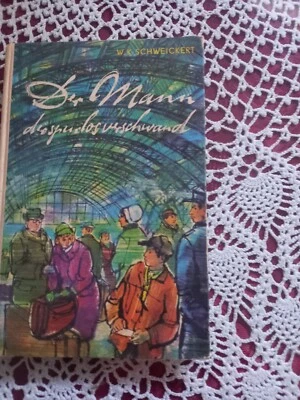 W.K. SCHWEICKERT
Der Mann
der spurlos verschwand